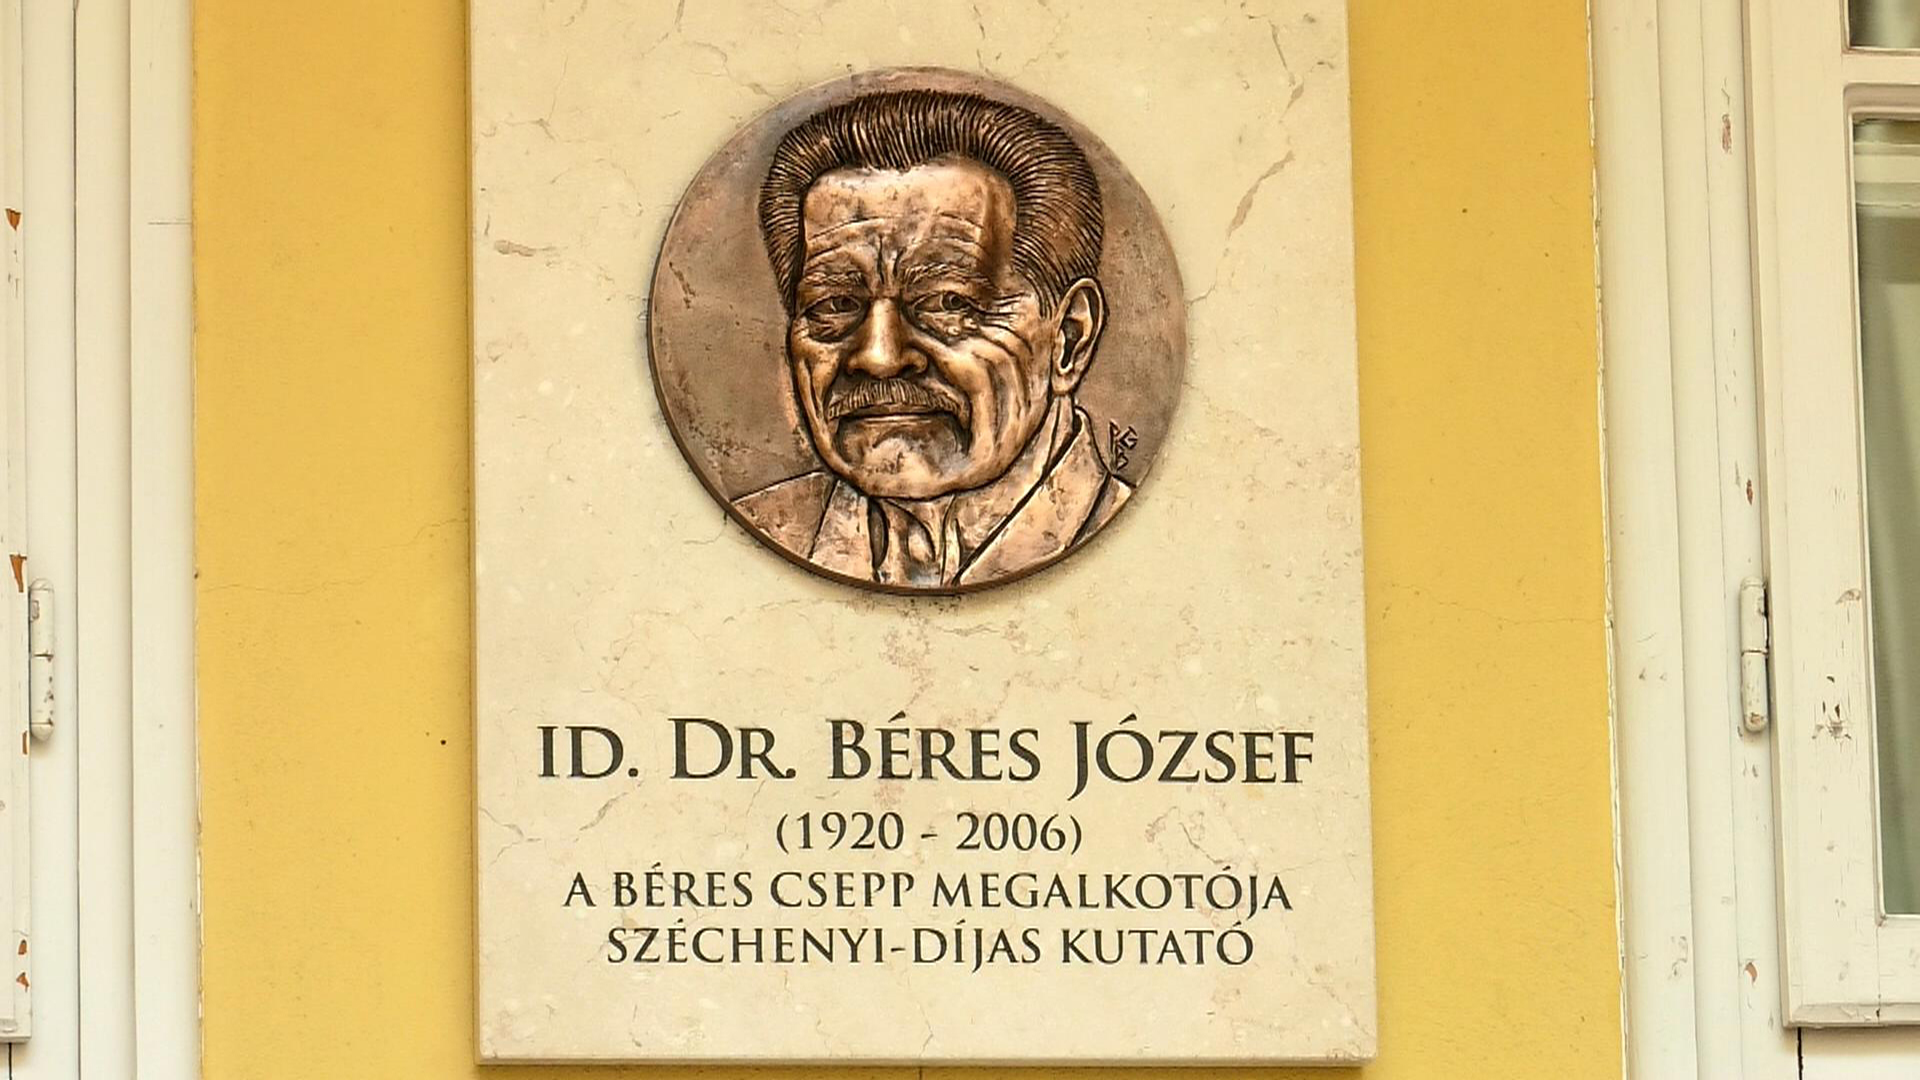 ID. DR. BÉRES JÓZSEF
(1920 - 2006)
A BÉRES CSEPP MEGALKOTÓJA
SZÉCHENYI-DÍJAS KUTATÓ